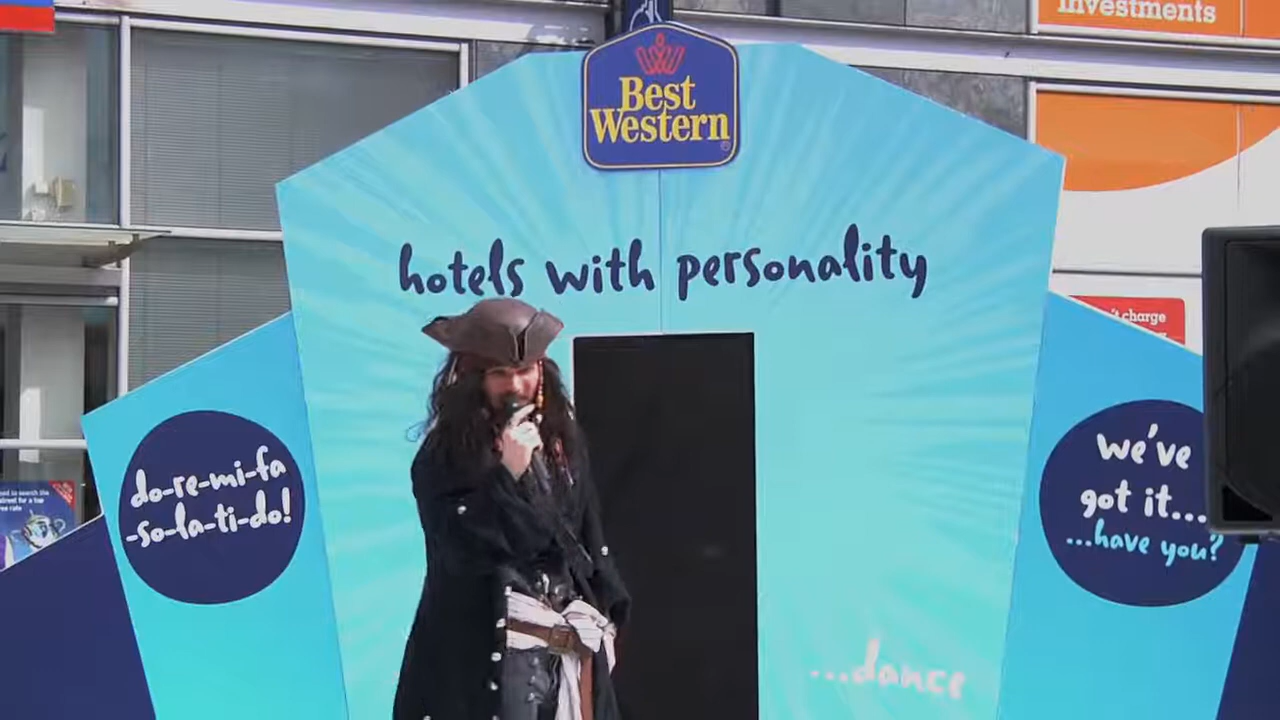 investments
Best
Western
hotels with personality
't charge
do-re-mi-fa
-so-la-ti-do!
we've
got it...
...have you?
...dance